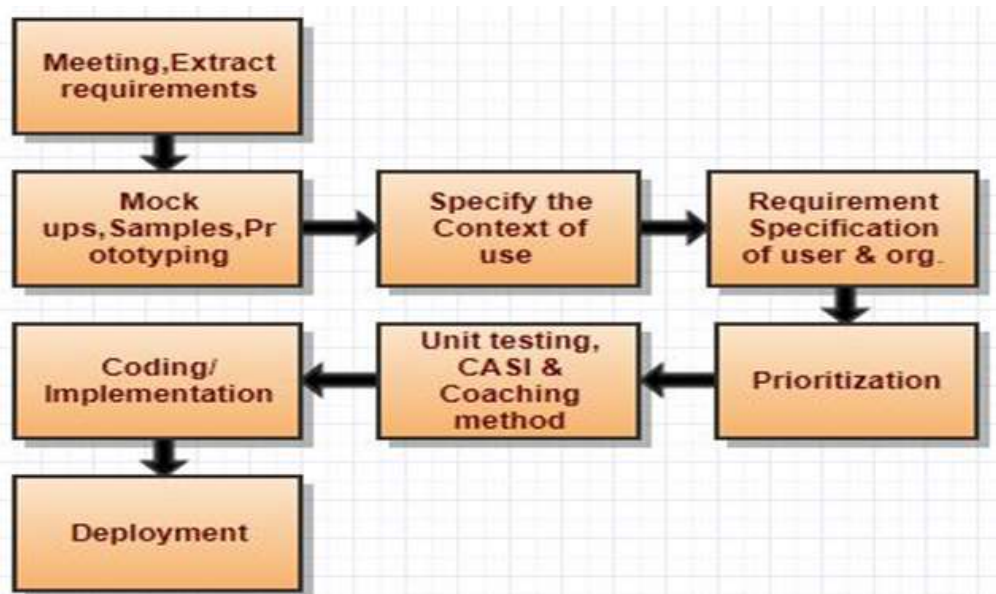 Meeting,Extract
requirements
Mock
ups,Samples,Pr
ototyping
Specify the
Context of
use
Requirement
Specification
of user & org.
Prioritization
Unit testing,
CASI &
Coaching
method
Coding/
Implementation
Deployment